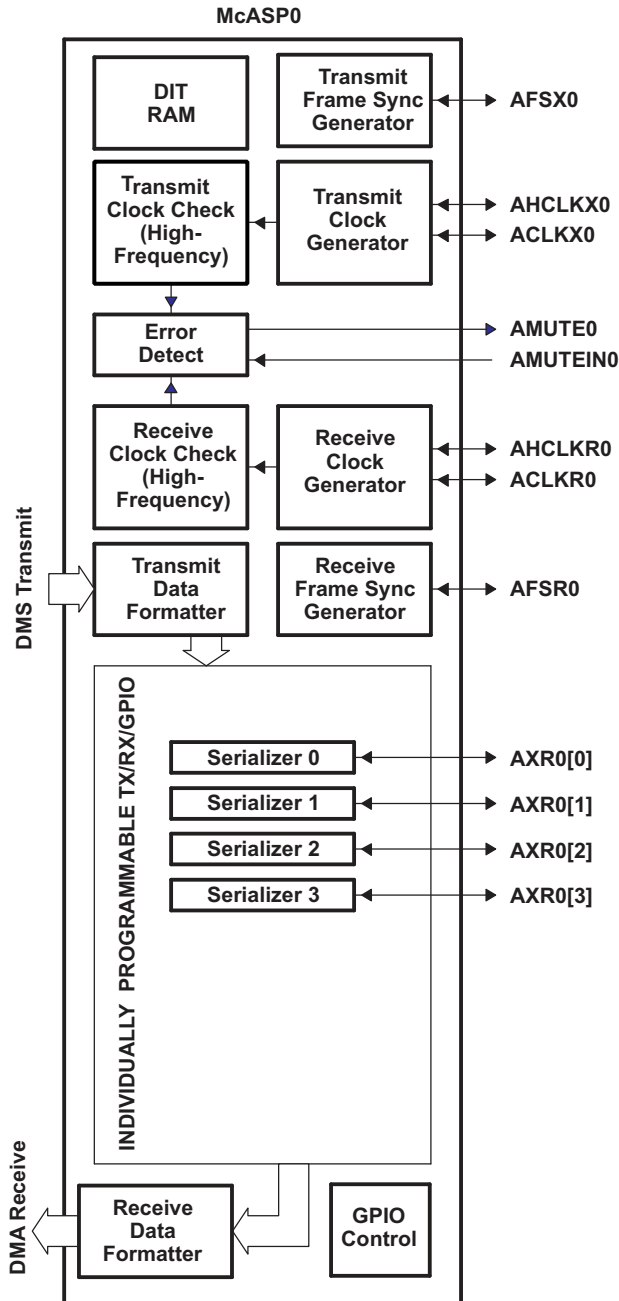 McASP0
DIT
RAM
Transmit
Frame Sync
Generator
AFSX0
Transmit
Clock Check
(High-
Frequency)
Transmit
Clock
Generator
AHCLKX0
ACLKX0
Error
Detect
AMUTE0
AMUTEIN0
Receive
Clock Check
(High-
Frequency)
Receive
Clock
Generator
AHCLKR0
ACLKR0
DMS Transmit
Transmit
Data
Formatter
Receive
Frame Sync
Generator
AFSR0
INDIVIDUALLY PROGRAMMABLE TX/RX/GPIO
Serializer 0
AXR0[0]
Serializer 1
AXR0[1]
Serializer 2
AXR0[2]
Serializer 3
AXR0[3]
DMA Receive
Receive
Data
Formatter
GPIO
Control